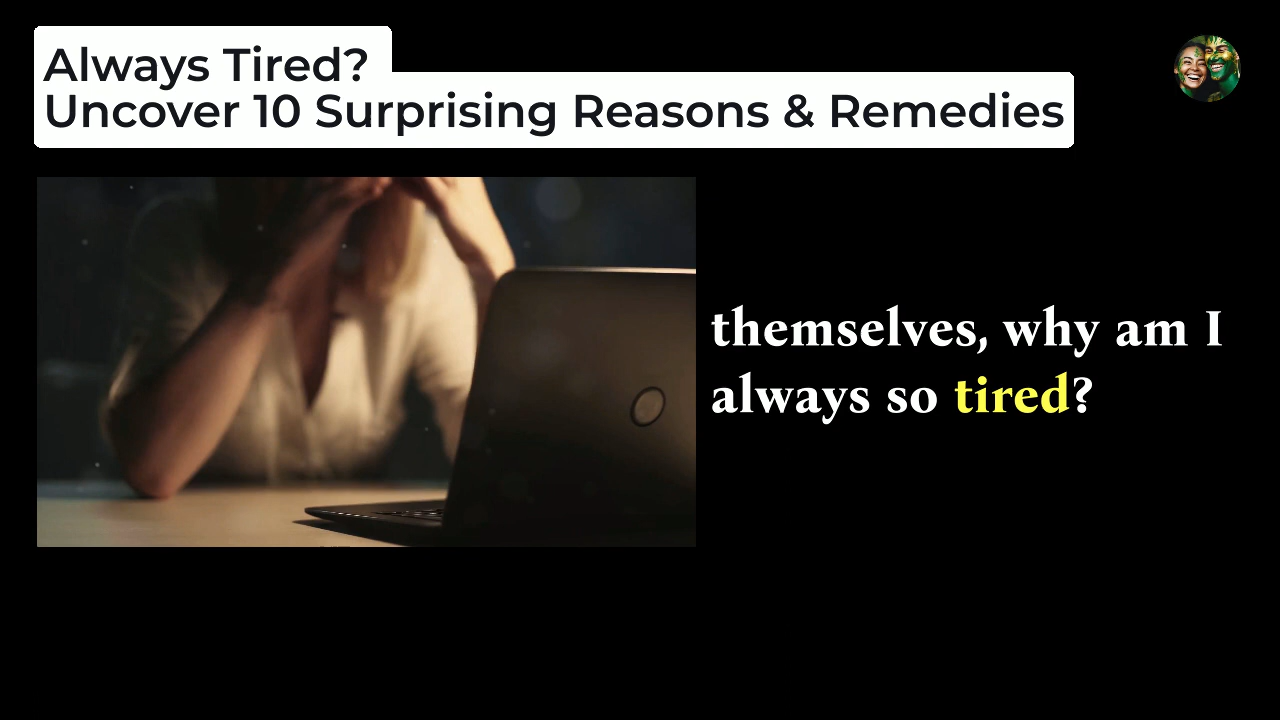 Always Tired?
Uncover 10 Surprising Reasons & Remedies
themselves, why am I
always so tired?